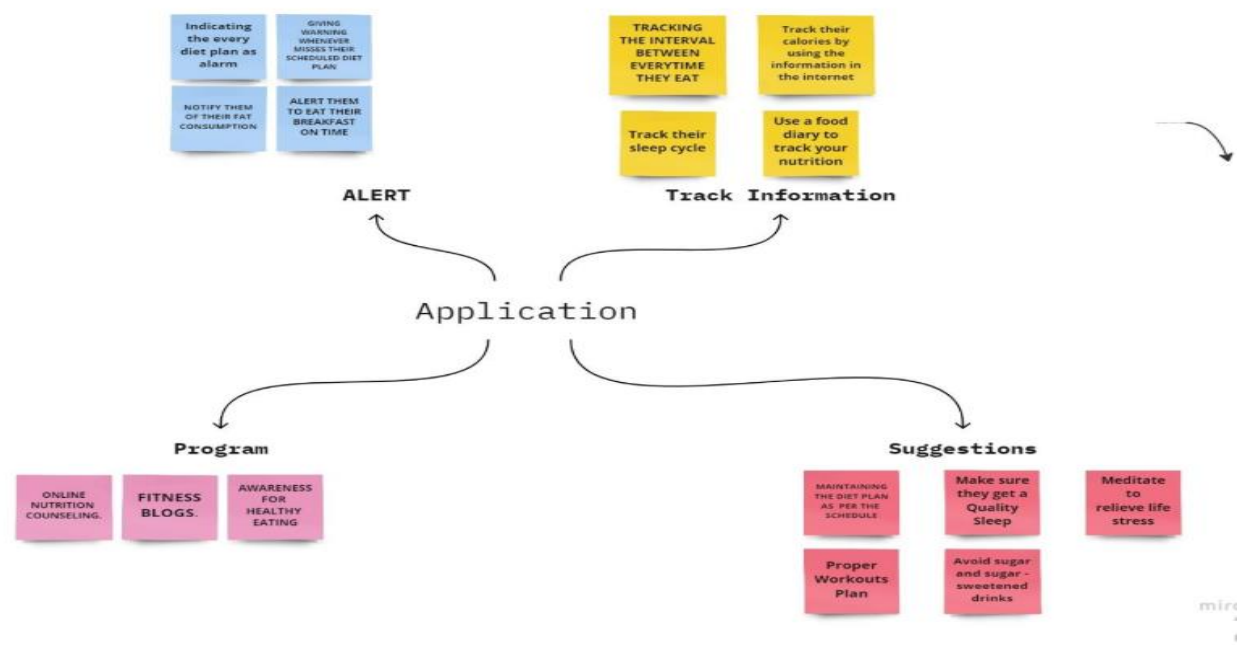 Indicating
the every
diet plan as
alarm
GIVING
WARNING
WHENEVER
MISSES THEIR
SCHEDULED DIET
PLAN
NOTIFY THEM
OF THEIR FAT
CONSUMPTION
ALERT THEM
TO EAT THEIR
BREAKFAST
ON TIME
ALERT
TRACKING
THE INTERVAL
BETWEEN
EVERYTIME
THEY EAT
Track their
calories by
using the
information in
the internet
Track their
sleep cycle
Use a food
diary to
track your
nutrition
Track Information
Application
Program
ONLINE
NUTRITION
COUNSELING.
FITNESS
BLOGS.
AWARENESS
FOR
HEALTHY
EATING
Suggestions
MAINTAINING
THE DIET PLAN
AS PER THE
SCHEDULE
Make sure
they get a
Quality
Sleep
Meditate
to
relieve life
stress
Proper
Workouts
Plan
Avoid sugar
and sugar -
sweetened
drinks